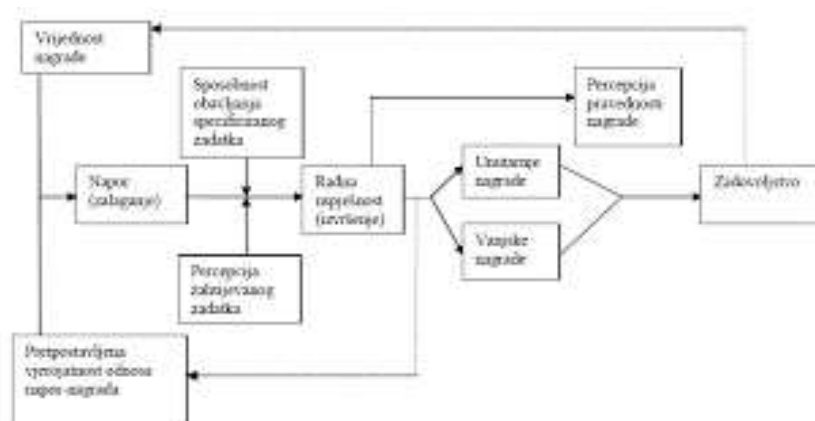 Vrijednost
nagrade
Sposobnost
obavljanja
specificiranog
zadatka
Percepcija
pravednosti
nagrade
Napor
(zalaganje)
Radna
uspješnost
(izvršenje)
Unutarnje
nagrade
Vanjske
nagrade
Zadovoljstvo
Percepcija
zahtijevanog
zadatka
Pretpostavljena
vjerojatnost odnosa
napor-nagrada